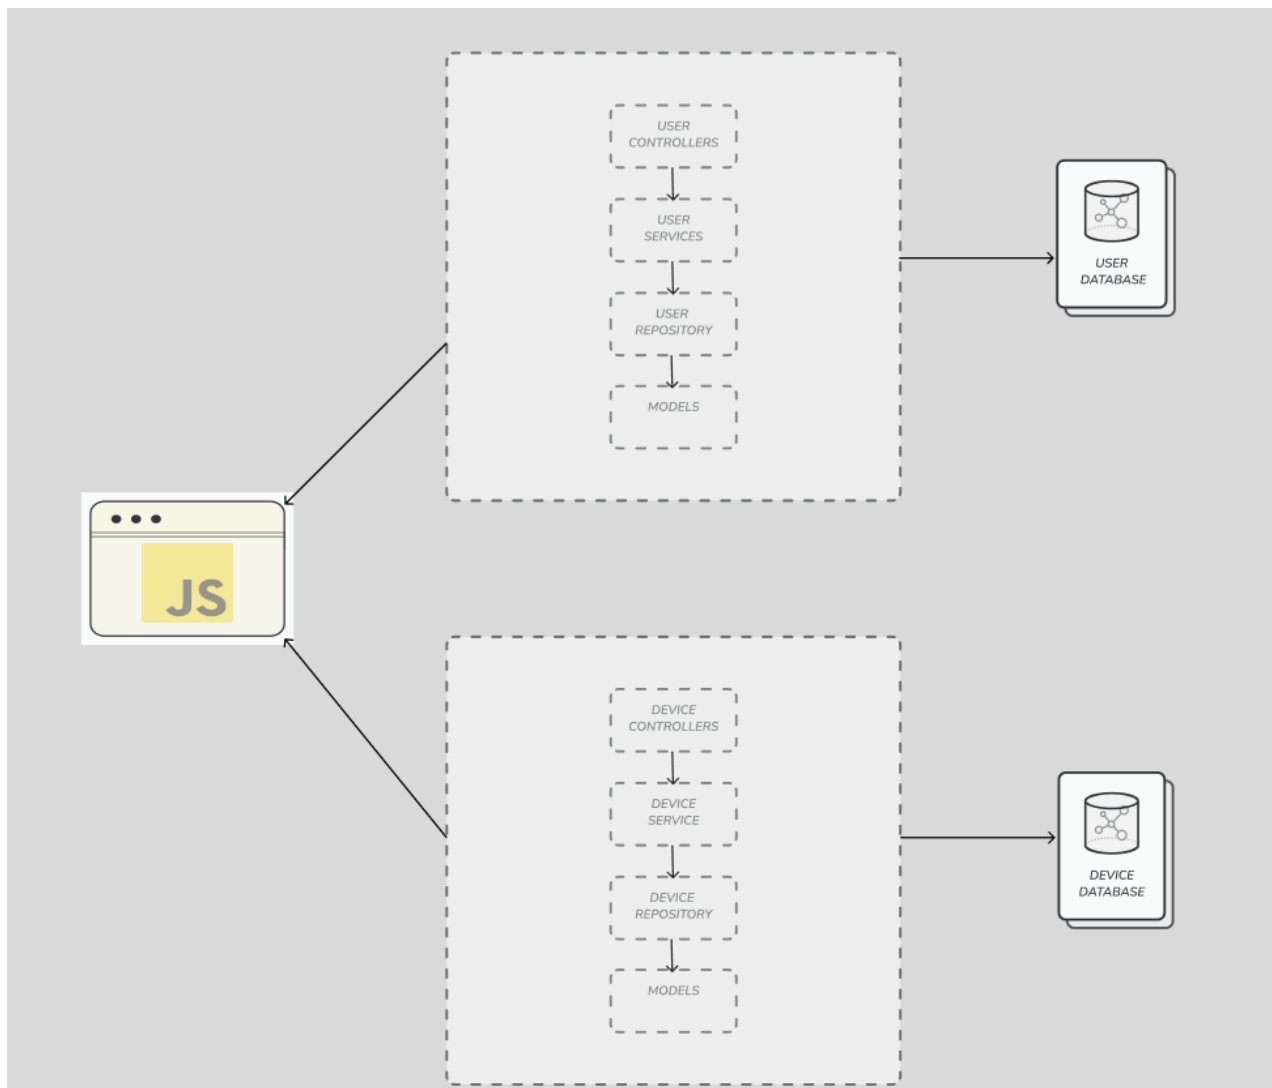 USER
CONTROLLERS
USER
SERVICES
USER
REPOSITORY
MODELS
USER
DATABASE
JS
DEVICE
CONTROLLERS
DEVICE
SERVICE
DEVICE
REPOSITORY
MODELS
DEVICE
DATABASE